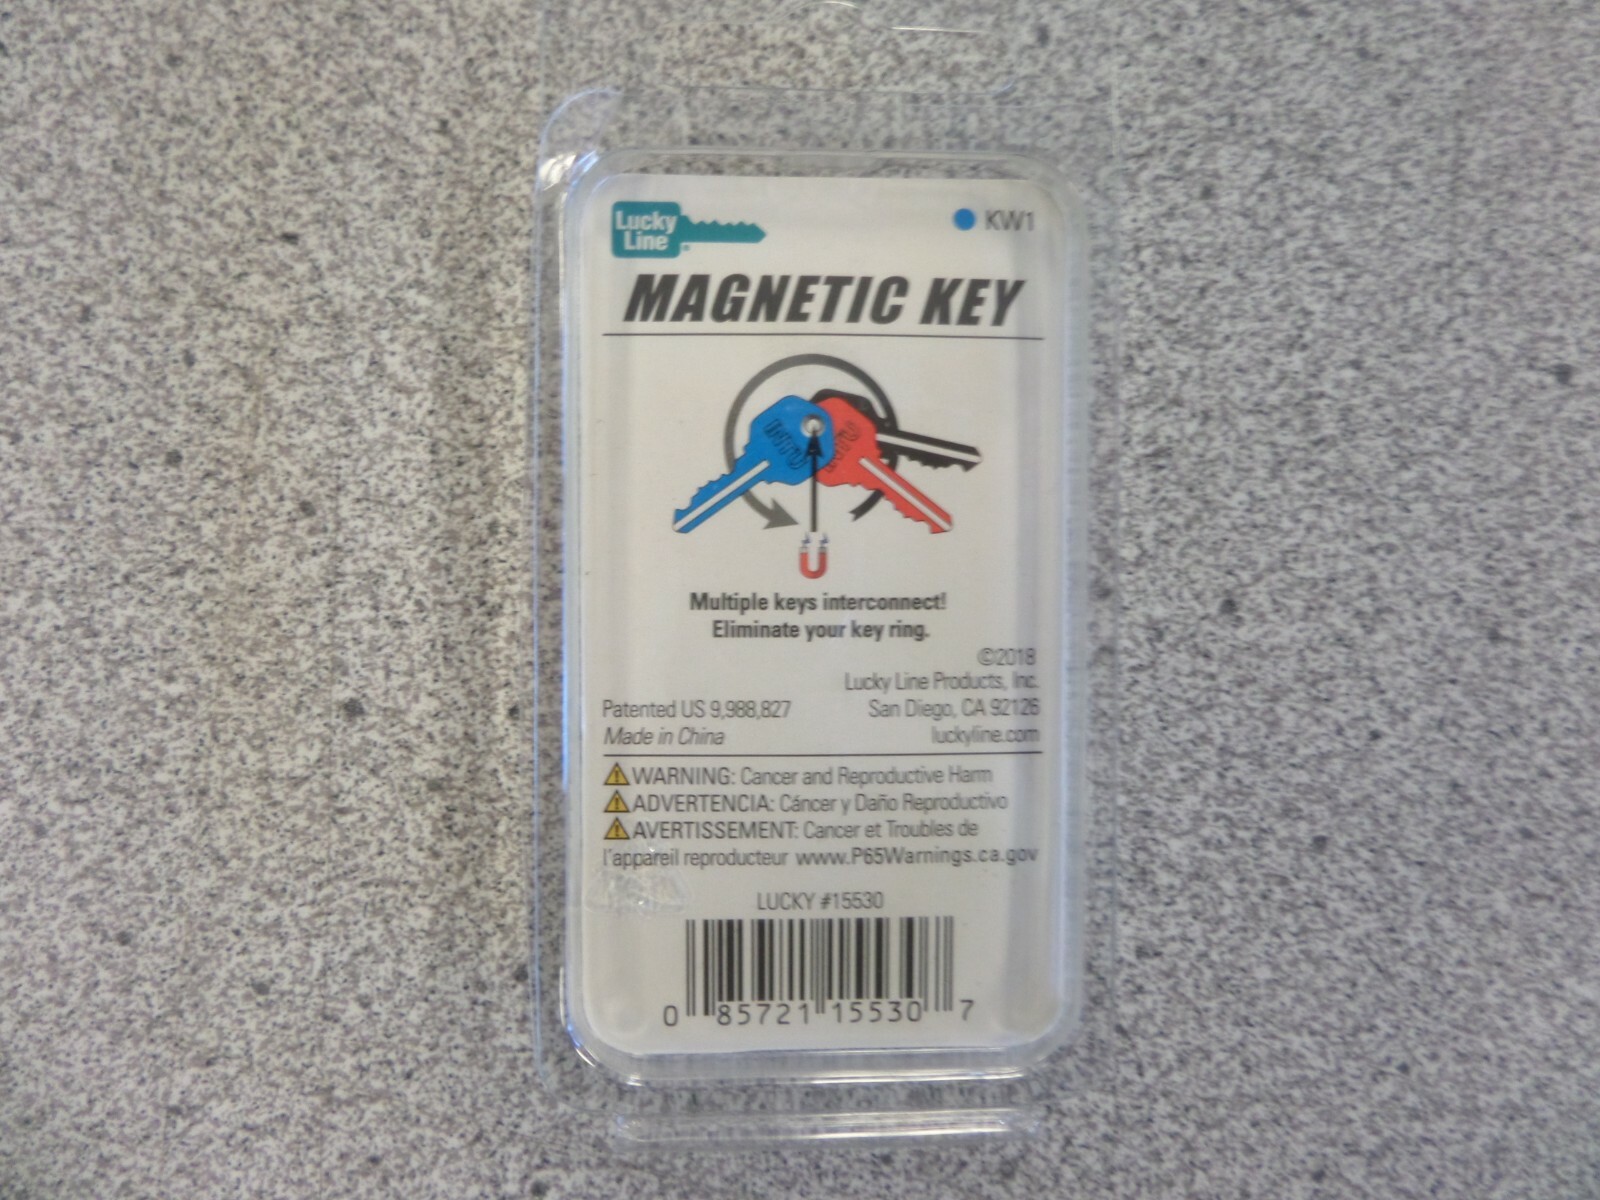 Lucky
Line
KW1
MAGNETIC KEY
Multiple keys interconnect!
Eliminate your key ring.
©2018
Lucky Line Products, Inc.
Patented US 9,988,827
San Diego, CA 92126
Made in China
luckyline.com
WARNING: Cancer and Reproductive Harm
ADVERTENCIA: Cáncer y Daño Reproductivo
AVERTISSEMENT: Cancer et Troubles de
l'appareil reproducteur www.P65Warnings.ca.gov
LUCKY #15530
0 85721 15530 7